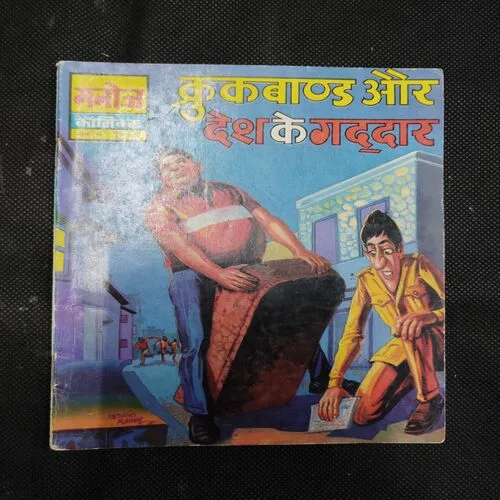 मनोज
कॉमिक्स
क्रुकबाण्ड और
देश के गद्दार